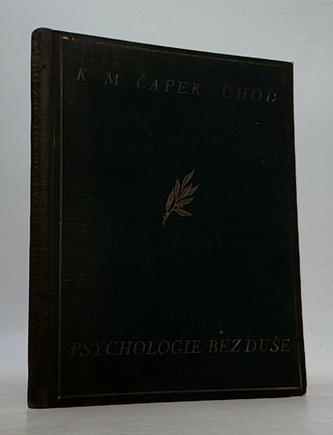 K. M. ČAPEK-CHOD
PSYCHOLOGIE BEZ DUŠE